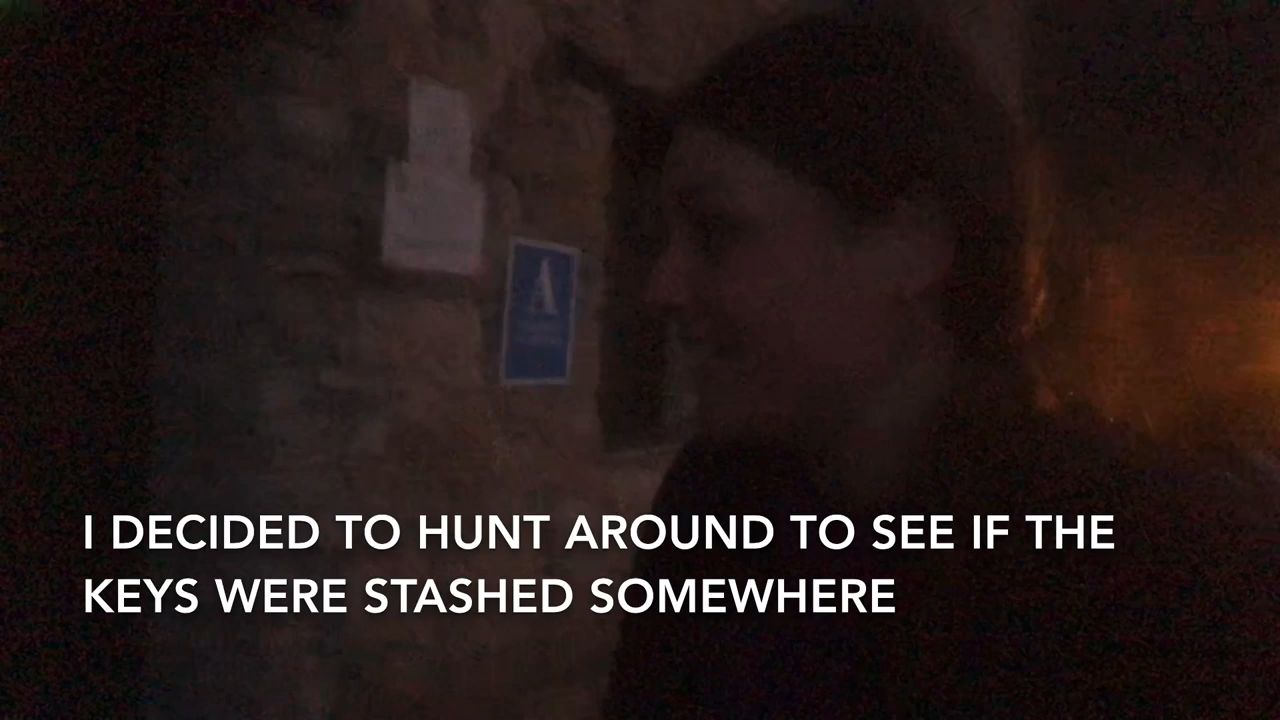 A
I DECIDED TO HUNT AROUND TO SEE IF THE
KEYS WERE STASHED SOMEWHERE